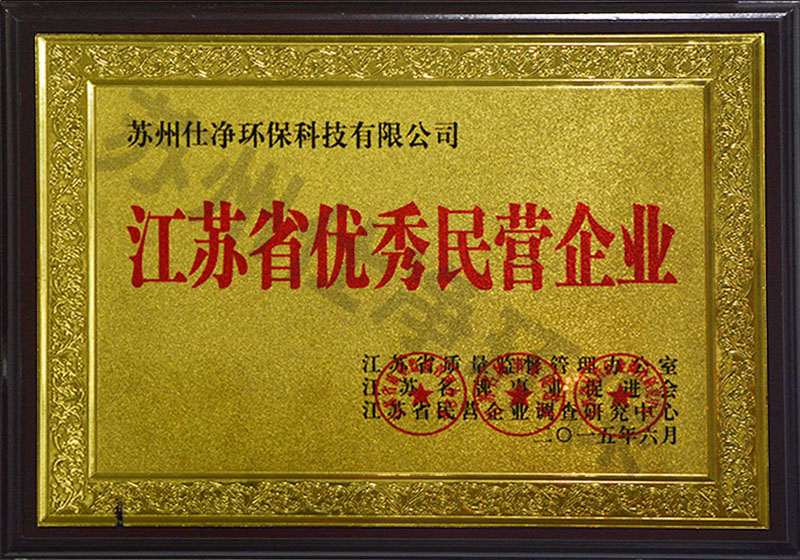 苏州仕净环保科技有限公司
江苏省优秀民营企业
江苏省质量监督管理办公室
江苏名牌事业促进会
江苏省民营企业调查研究中心
二〇一五年六月